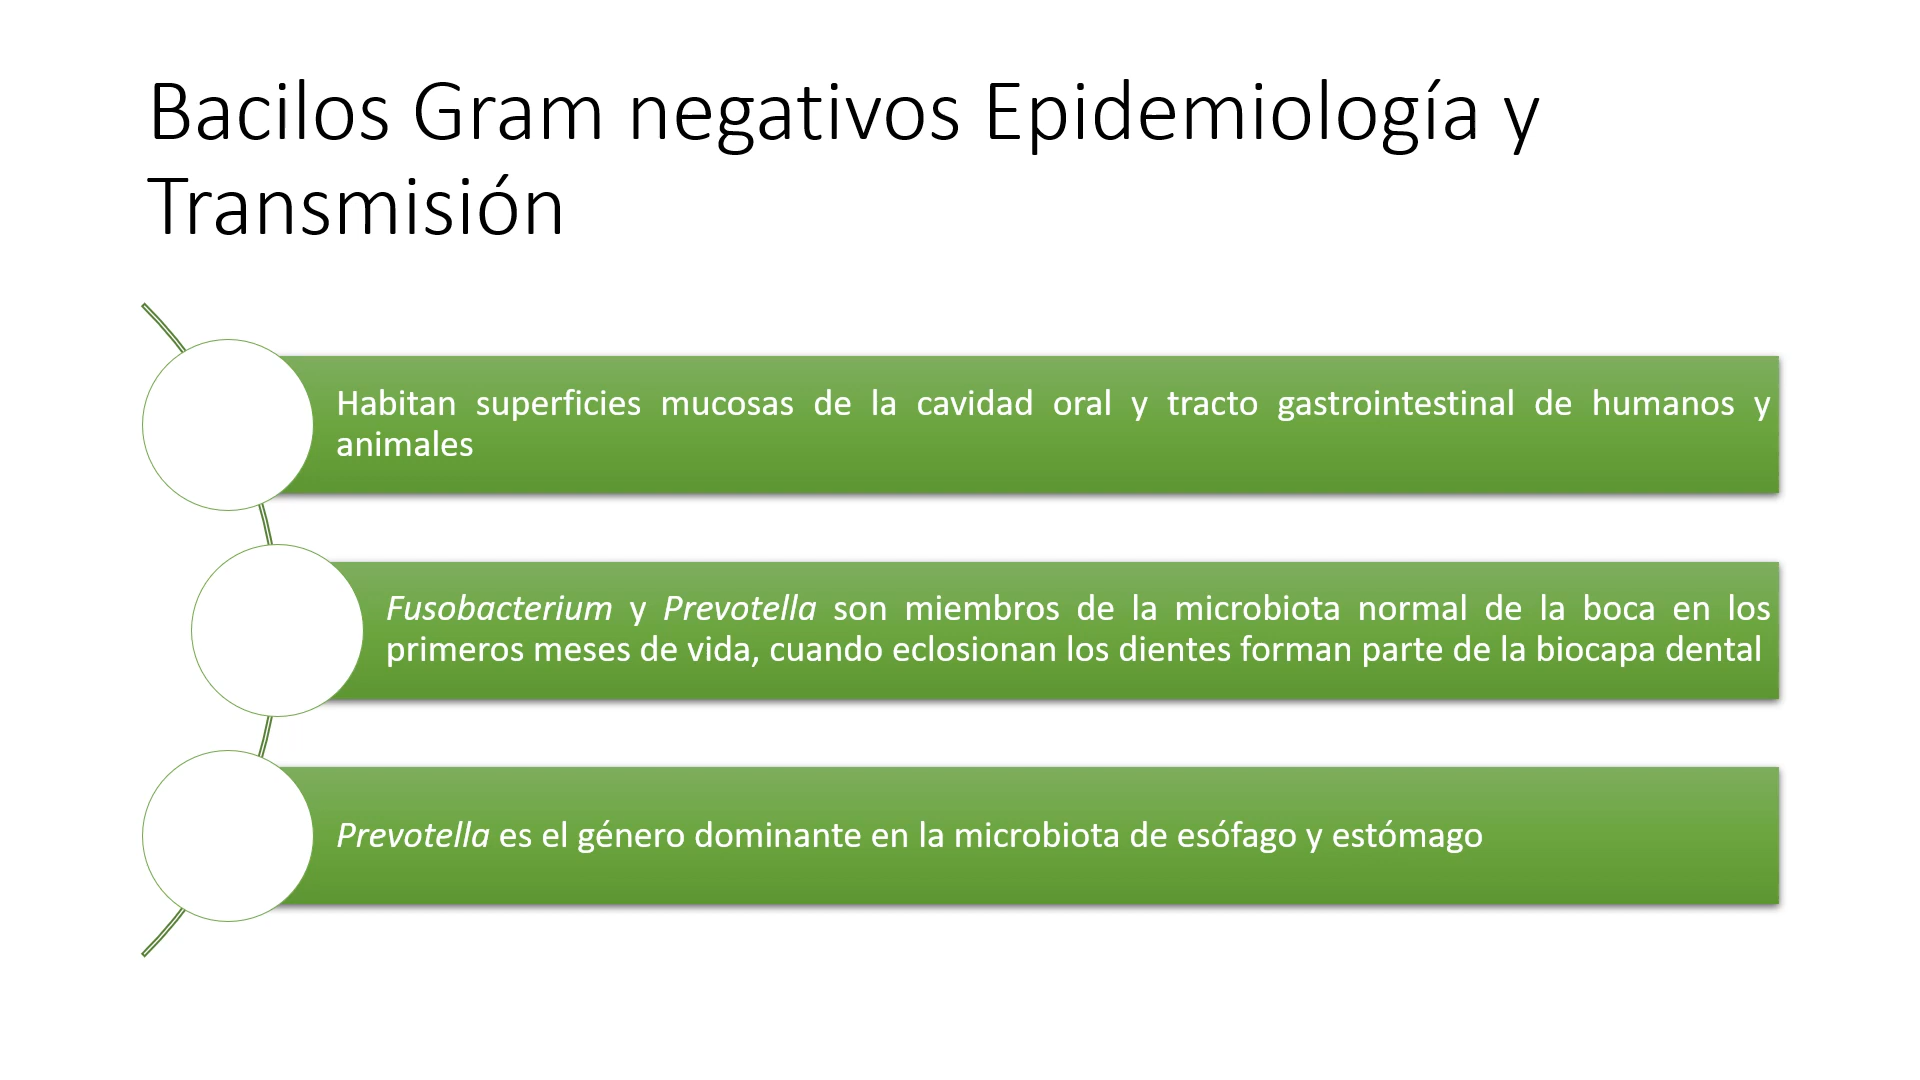 Bacilos Gram negativos Epidemiología y
Transmisión
Habitan superficies mucosas de la cavidad oral y tracto gastrointestinal de humanos y
animales
Fusobacterium y Prevotella son miembros de la microbiota normal de la boca en los
primeros meses de vida, cuando eclosionan los dientes forman parte de la biocapa dental
Prevotella es el género dominante en la microbiota de esófago y estómago